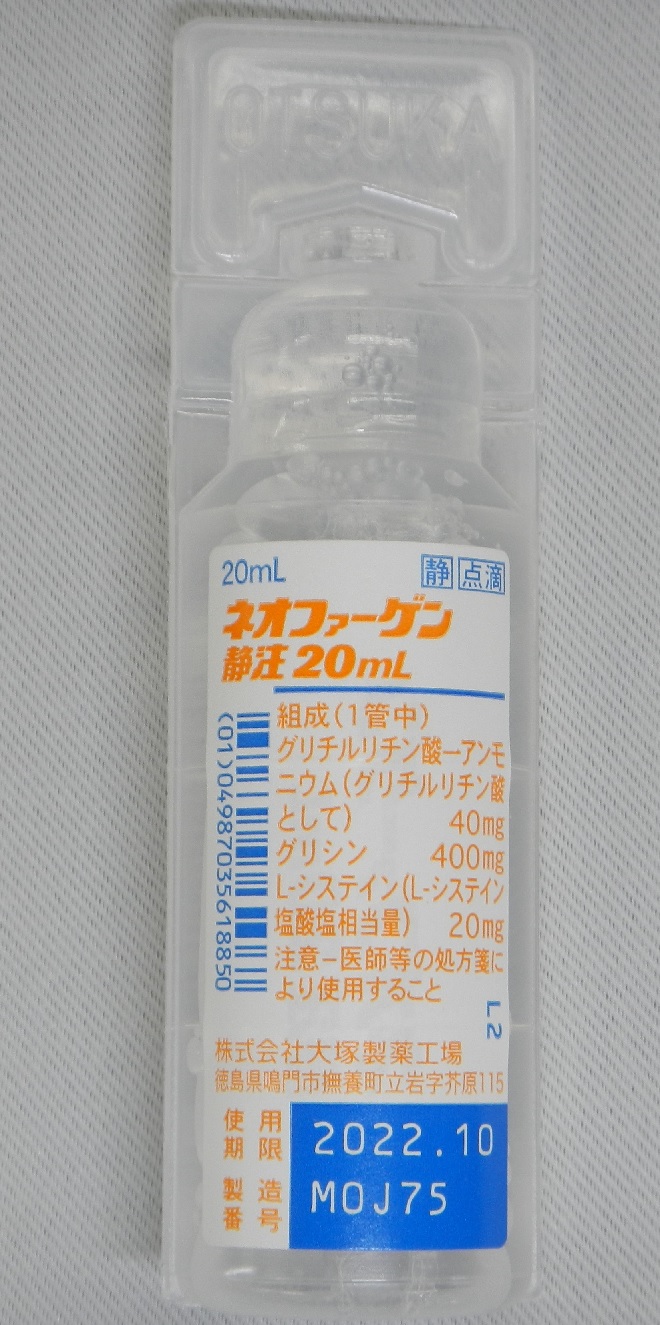 OTSUKA
20mL 静 点滴
ネオファーゲン
静注 20mL
組成(1管中)
グリチルリチン酸一アンモ
ニウム(グリチルリチン酸
として) 40mg
グリシン 400mg
L-システイン(L-システイン
塩酸塩相当量) 20mg
注意-医師等の処方箋に
より使用すること
(01)04987035618850
L2
株式会社大塚製薬工場
徳島県鳴門市撫養町立岩字芥原115
使用
期限 2022.10
製造
番号 M0J75